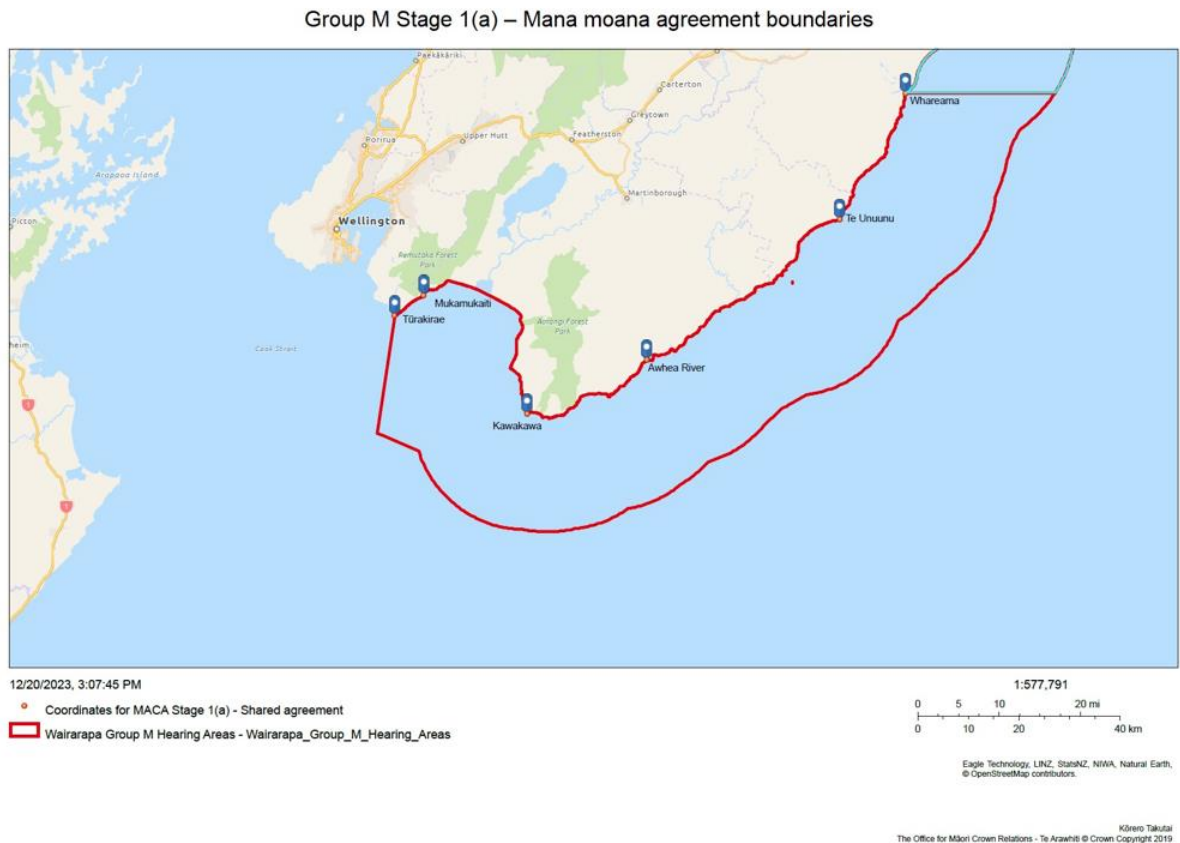 Group M Stage 1(a) – Mana moana agreement boundaries
Paekākāriki
Carterton
Whareama
Greytown
Porirua
Upper Hutt
Featherston
Arapaoa Island
Martinborough
Picton
Wellington
Te Unuunu
Remutaka Forest
Park
Mukamukaiti
Tūrakirae
Aorangi Forest
Park
Cook Strait
heim
Awhea River
1
Kawakawa
1
12/20/2023, 3:07:45 PM
1:577,791
Coordinates for MACA Stage 1(a) - Shared agreement
0 5 10 20 mi
Wairarapa Group M Hearing Areas - Wairarapa_Group_M_Hearing_Areas
0 10 20 40 km
Eagle Technology, LINZ, StatsNZ, NIWA, Natural Earth,
© OpenStreetMap contributors.
Kōrero Takutai
The Office for Māori Crown Relations - Te Arawhiti © Crown Copyright 2019